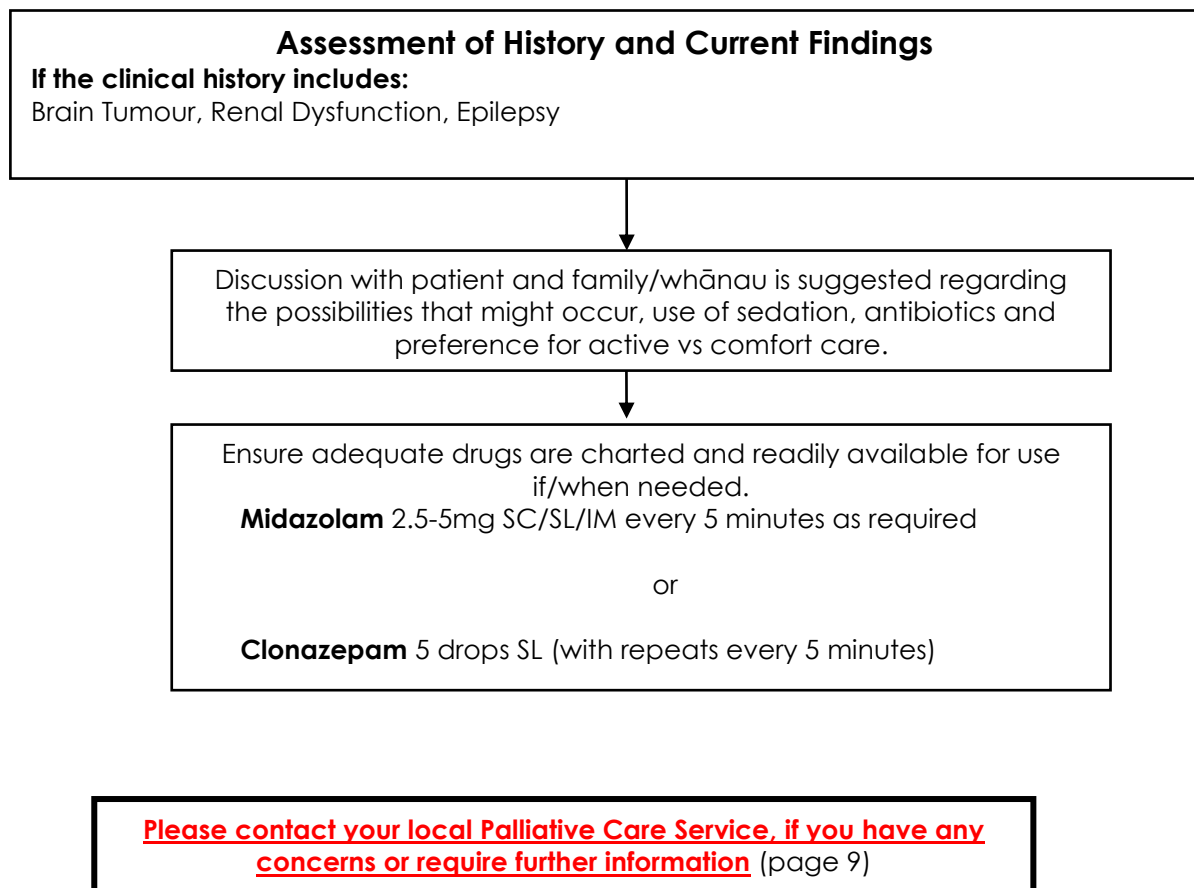 Assessment of History and Current Findings
If the clinical history includes:
Brain Tumour, Renal Dysfunction, Epilepsy
Discussion with patient and family/whānau is suggested regarding
the possibilities that might occur, use of sedation, antibiotics and
preference for active vs comfort care.
Ensure adequate drugs are charted and readily available for use
if/when needed.
Midazolam 2.5-5mg SC/SL/IM every 5 minutes as required
or
Clonazepam 5 drops SL (with repeats every 5 minutes)
Please contact your local Palliative Care Service, if you have any
concerns or require further information (page 9)